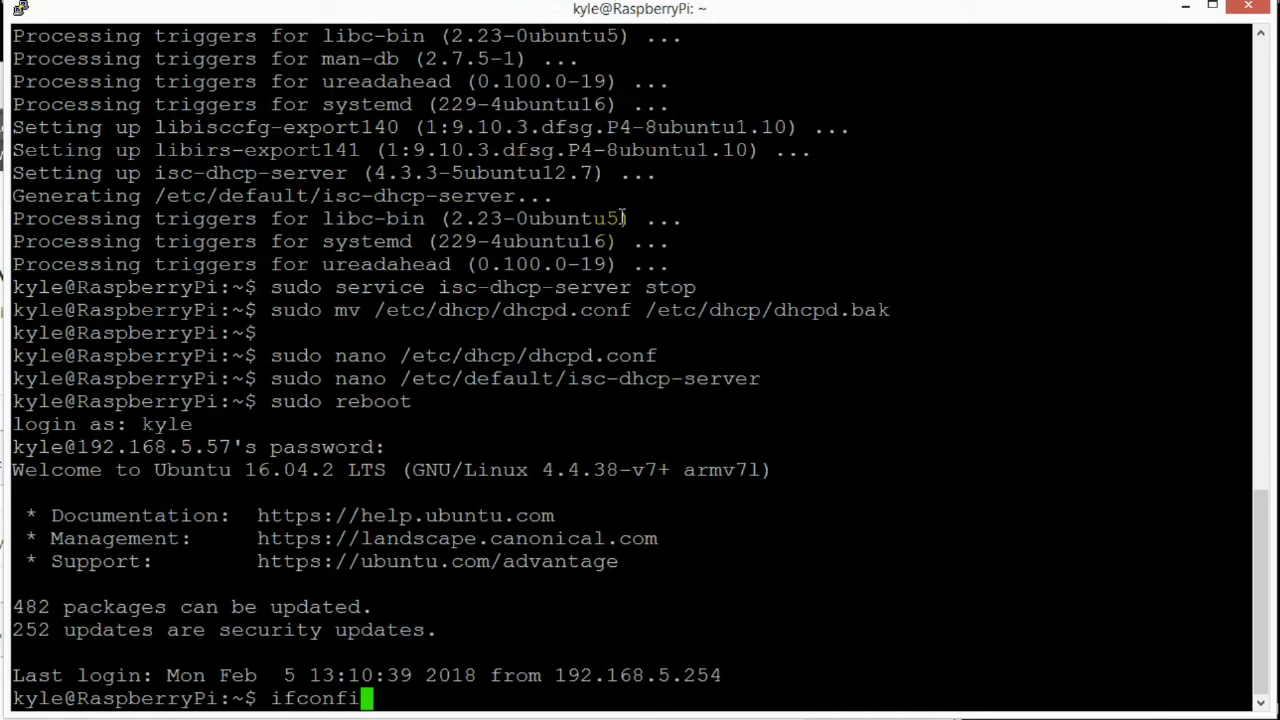 kyle@RaspberryPi: ~
Processing triggers for libc-bin (2.23-0ubuntu5) ...
Processing triggers for man-db (2.7.5-1) ...
Processing triggers for ureadahead (0.100.0-19) ...
Processing triggers for systemd (229-4ubuntu16) ...
Setting up libisccfg-export140 (1:9.10.3.dfsg.P4-8ubuntu1.10) ...
Setting up libirs-export141 (1:9.10.3.dfsg.P4-8ubuntu1.10) ...
Setting up isc-dhcp-server (4.3.3-5ubuntu12.7) ...
Generating /etc/default/isc-dhcp-server...
Processing triggers for libc-bin (2.23-0ubuntu5) ...
Processing triggers for systemd (229-4ubuntu16) ...
Processing triggers for ureadahead (0.100.0-19) ...
kyle@RaspberryPi:~$ sudo service isc-dhcp-server stop
kyle@RaspberryPi:~$ sudo mv /etc/dhcp/dhcpd.conf /etc/dhcp/dhcpd.bak
kyle@RaspberryPi:~$
kyle@RaspberryPi:~$ sudo nano /etc/dhcp/dhcpd.conf
kyle@RaspberryPi:~$ sudo nano /etc/default/isc-dhcp-server
kyle@RaspberryPi:~$ sudo reboot
login as: kyle
kyle@192.168.5.57's password:
Welcome to Ubuntu 16.04.2 LTS (GNU/Linux 4.4.38-v7+ armv7l)
* Documentation: https://help.ubuntu.com
* Management: https://landscape.canonical.com
* Support: https://ubuntu.com/advantage
482 packages can be updated.
252 updates are security updates.
Last login: Mon Feb 5 13:10:39 2018 from 192.168.5.254
kyle@RaspberryPi:~$ ifconfi